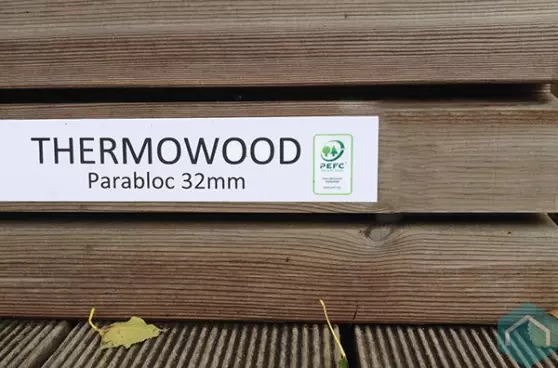 THERMOWOOD
Parabloc 32mm
PEFC